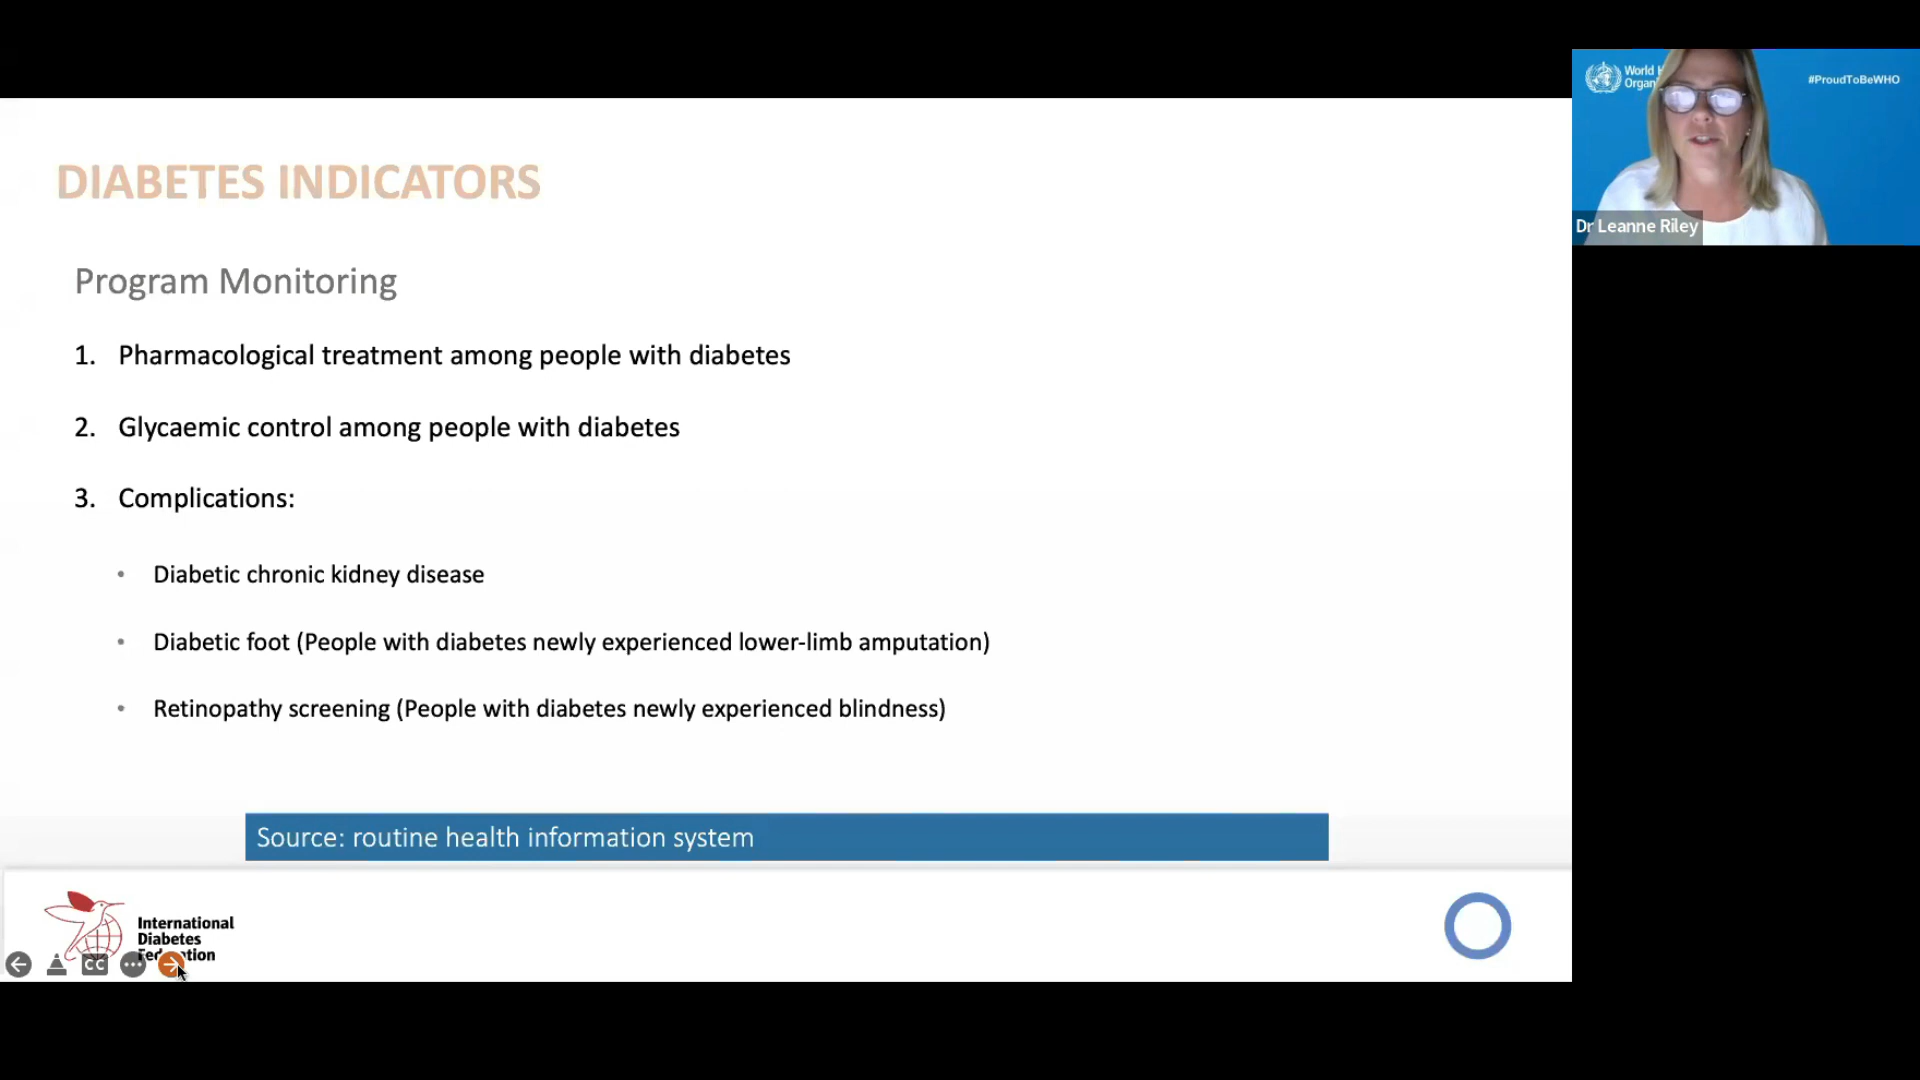 DIABETES INDICATORS
Program Monitoring
1. Pharmacological treatment among people with diabetes
2. Glycaemic control among people with diabetes
3. Complications:
• Diabetic chronic kidney disease
• Diabetic foot (People with diabetes newly experienced lower-limb amputation)
• Retinopathy screening (People with diabetes newly experienced blindness)
Source: routine health information system
International
Diabetes
CC
World
#ProudToBeWHO
Dr Leanne Riley